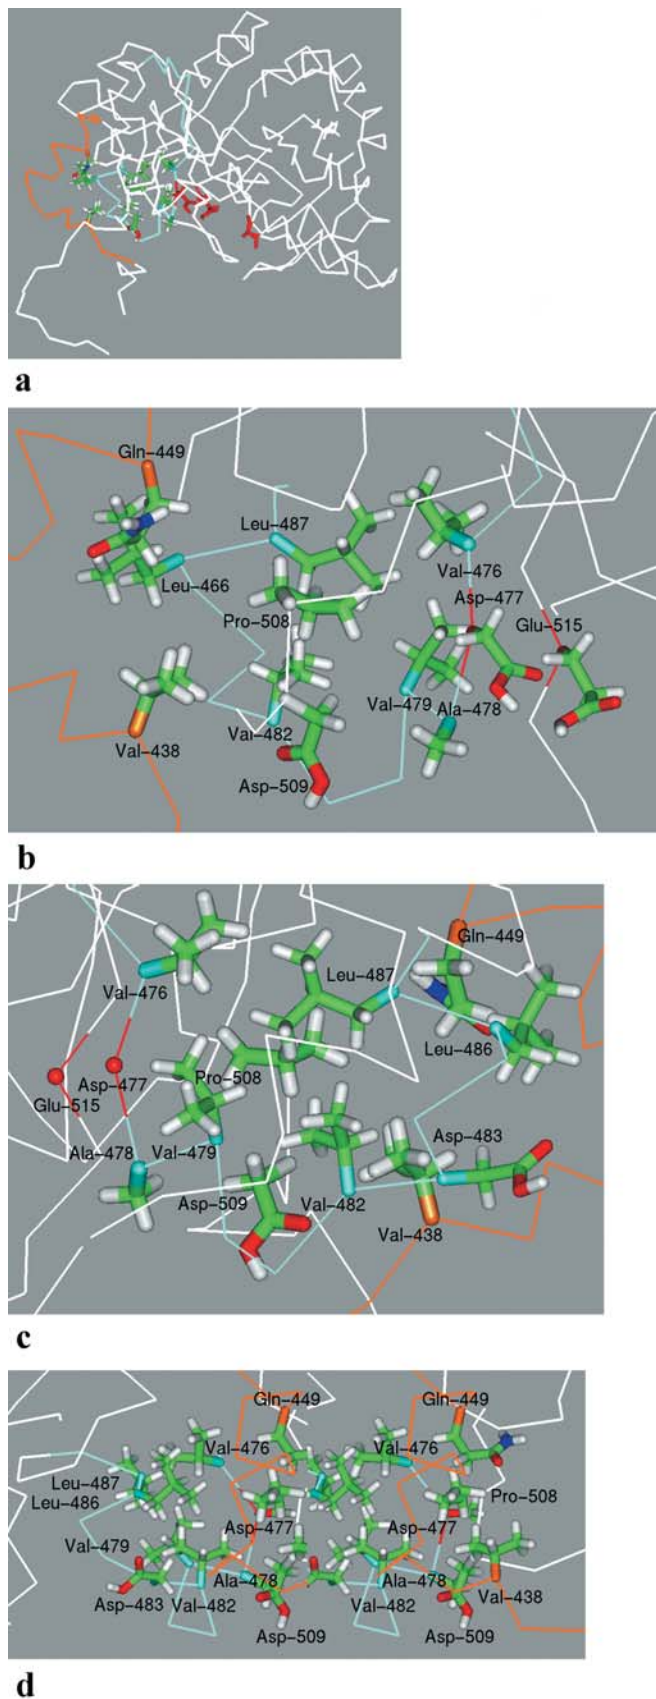 a
Gln-449
Leu-487
Leu-466
Val-476
Asp-477
Pro-508
Glu-515
Val-479
Ala-478
Val-438
Val-482
Asp-509
b
Gln-449
Leu-487
Val-476
Leu-486
Asp-477
Pro-508
Glu-515
Ala-478
Val-479
Asp-483
Asp-509
Val-482
Val-438
c
Gln-449
Gln-449
Val-476
Val-476
Leu-487
Leu-486
Pro-508
Asp-477
Asp-477
Val-479
Ala-478
Ala-478
Val-438
Asp-483
Val-482
Val-482
Asp-509
Asp-509
d